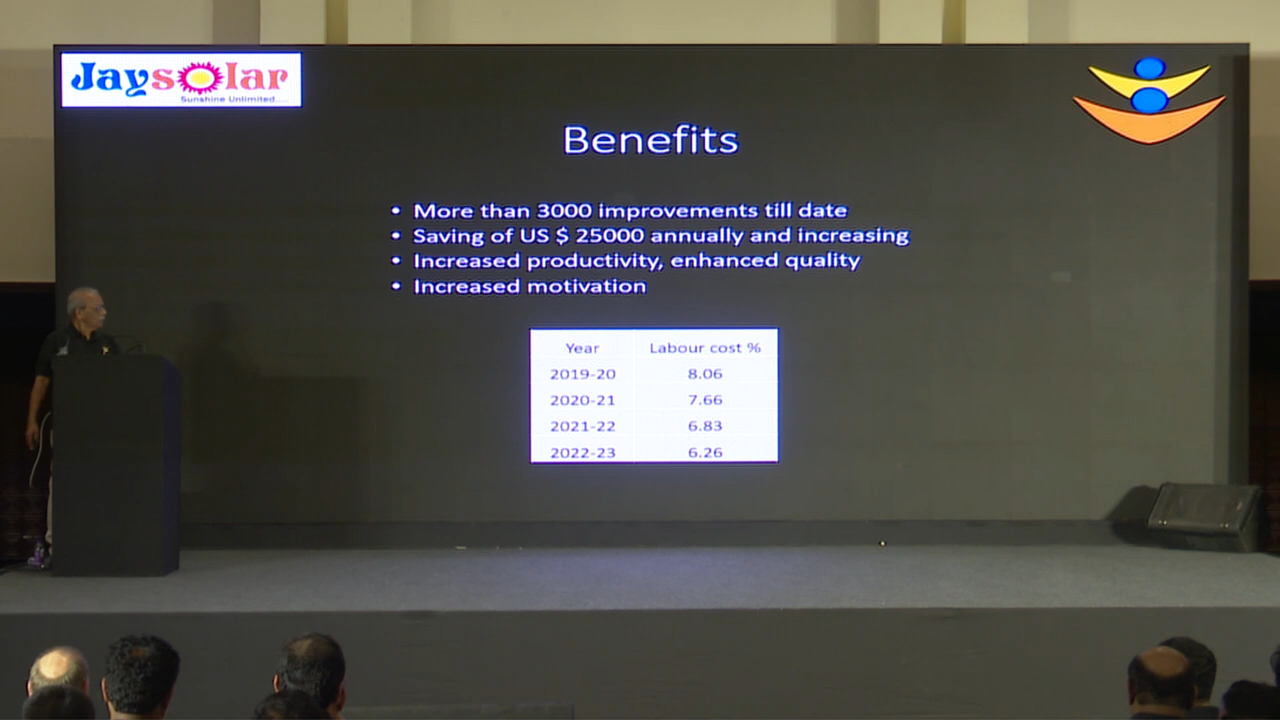 Jaysolar
Sunshine Unlimited....
Benefits
• More than 3000 improvements till date
• Saving of US $ 25000 annually and increasing
• Increased productivity, enhanced quality
• Increased motivation
Year Labour cost %
2019-20 8.06
2020-21 7.66
2021-22 6.83
2022-23 6.26